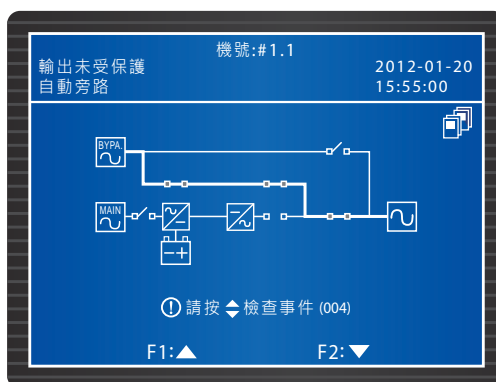 機號:#1.1
輸出未受保護
自動旁路
2012-01-20
15:55:00
BYPA.
MAIN
請按檢查事件 (004)
F1:
F2: